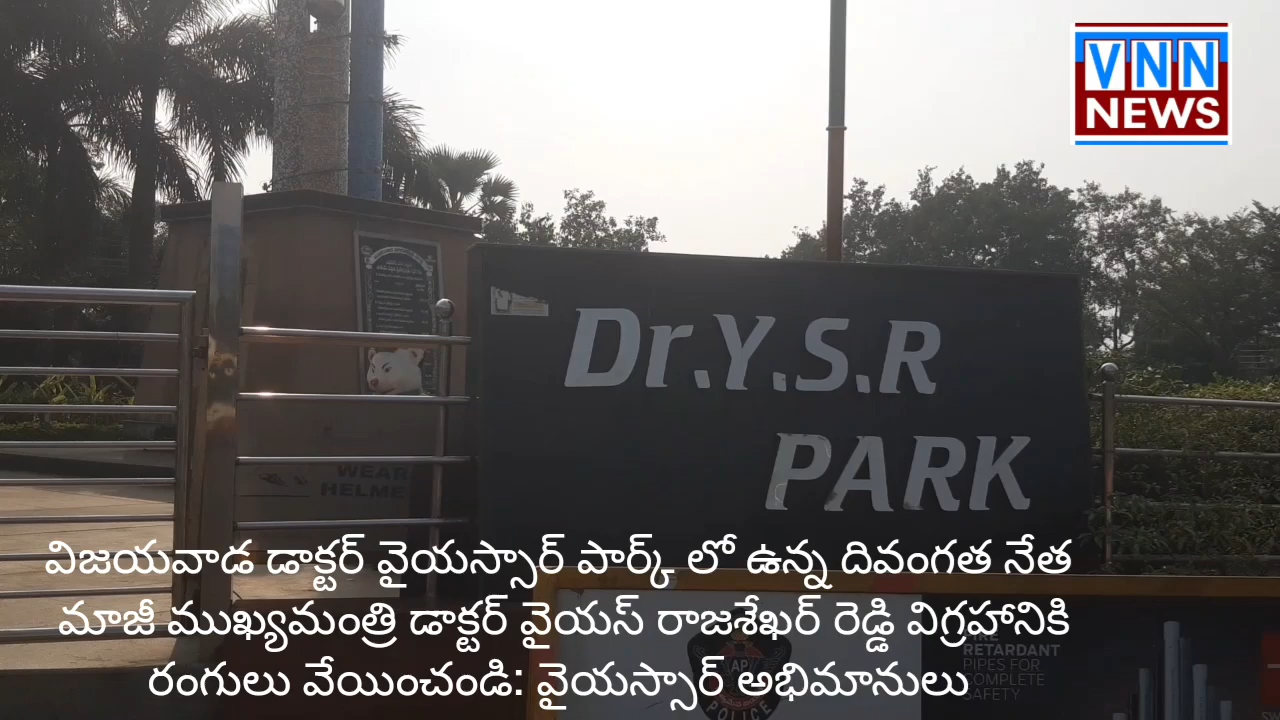 VNN
NEWS
Dr.Y.S.R
PARK
WEAR
HELME
విజయవాడ డాక్టర్ వైయస్సార్ పార్క్ లో ఉన్న దివంగత నేత
మాజీ ముఖ్యమంత్రి డాక్టర్ వైయస్ రాజశేఖర్ రెడ్డి విగ్రహానికి
రంగులు వేయించండి: వైయస్సార్ అభిమానులు
RETARDANT
PIPES FOR
COMPLETE
SAFETY
AP
POLICE